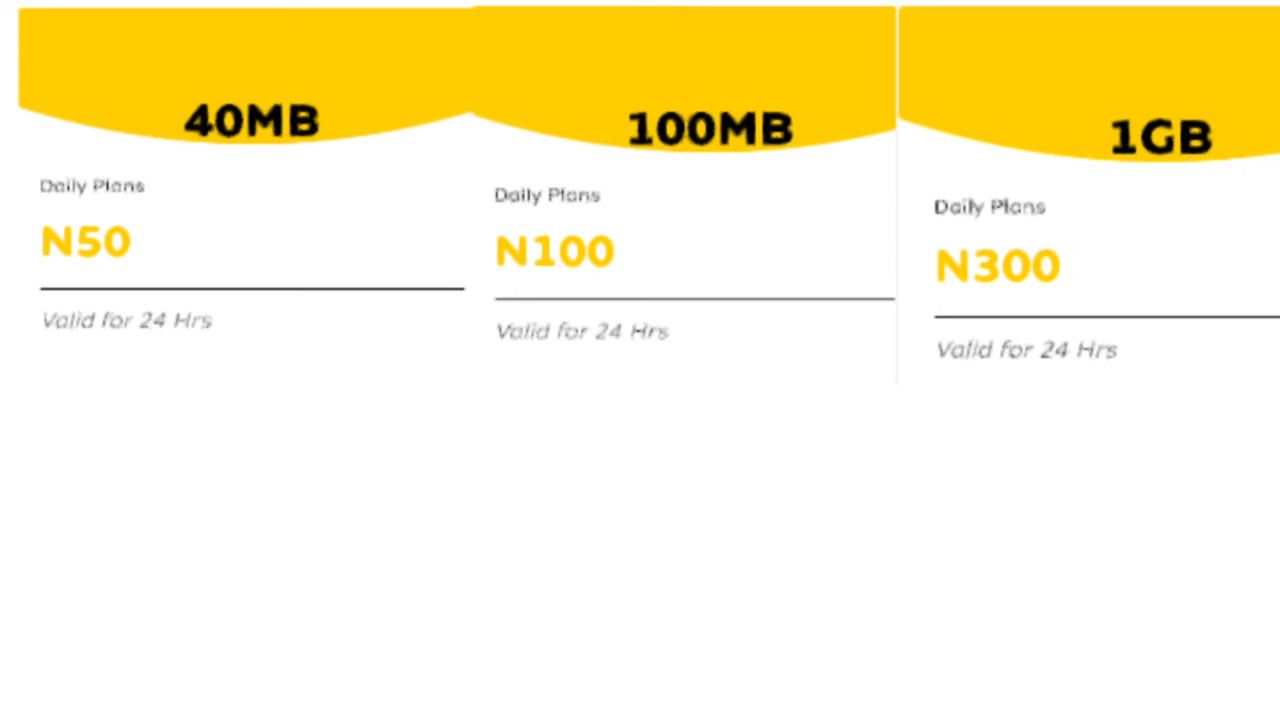 40MB
Daily Plans
N50
Valid for 24 Hrs
100MB
Daily Plans
N100
Valid for 24 Hrs
1GB
Daily Plans
N300
Valid for 24 Hrs